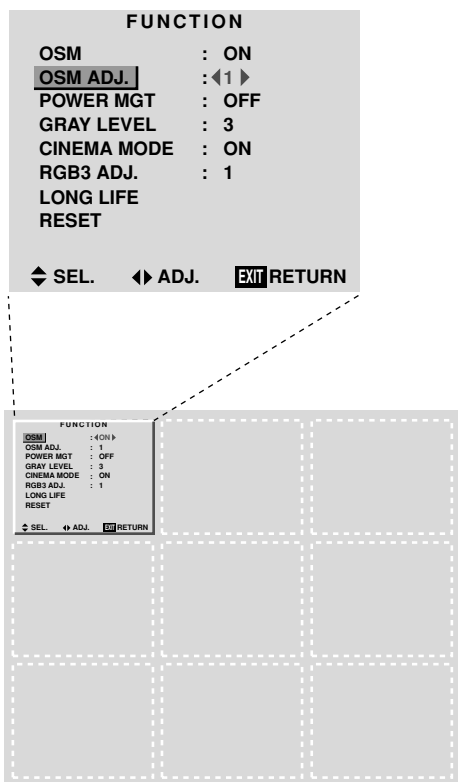 FUNCTION
OSM : ON
OSM ADJ. : ◀ 1 ▶
POWER MGT : OFF
GRAY LEVEL : 3
CINEMA MODE : ON
RGB3 ADJ. : 1
LONG LIFE
RESET
▲▼ SEL. ◀▶ ADJ. EXIT RETURN
FUNCTION
OSM : ◀ ON ▶
OSM ADJ. : 1
POWER MGT : OFF
GRAY LEVEL : 3
CINEMA MODE : ON
RGB3 ADJ. : 1
LONG LIFE
RESET
▲▼ SEL. ◀▶ ADJ. EXIT RETURN